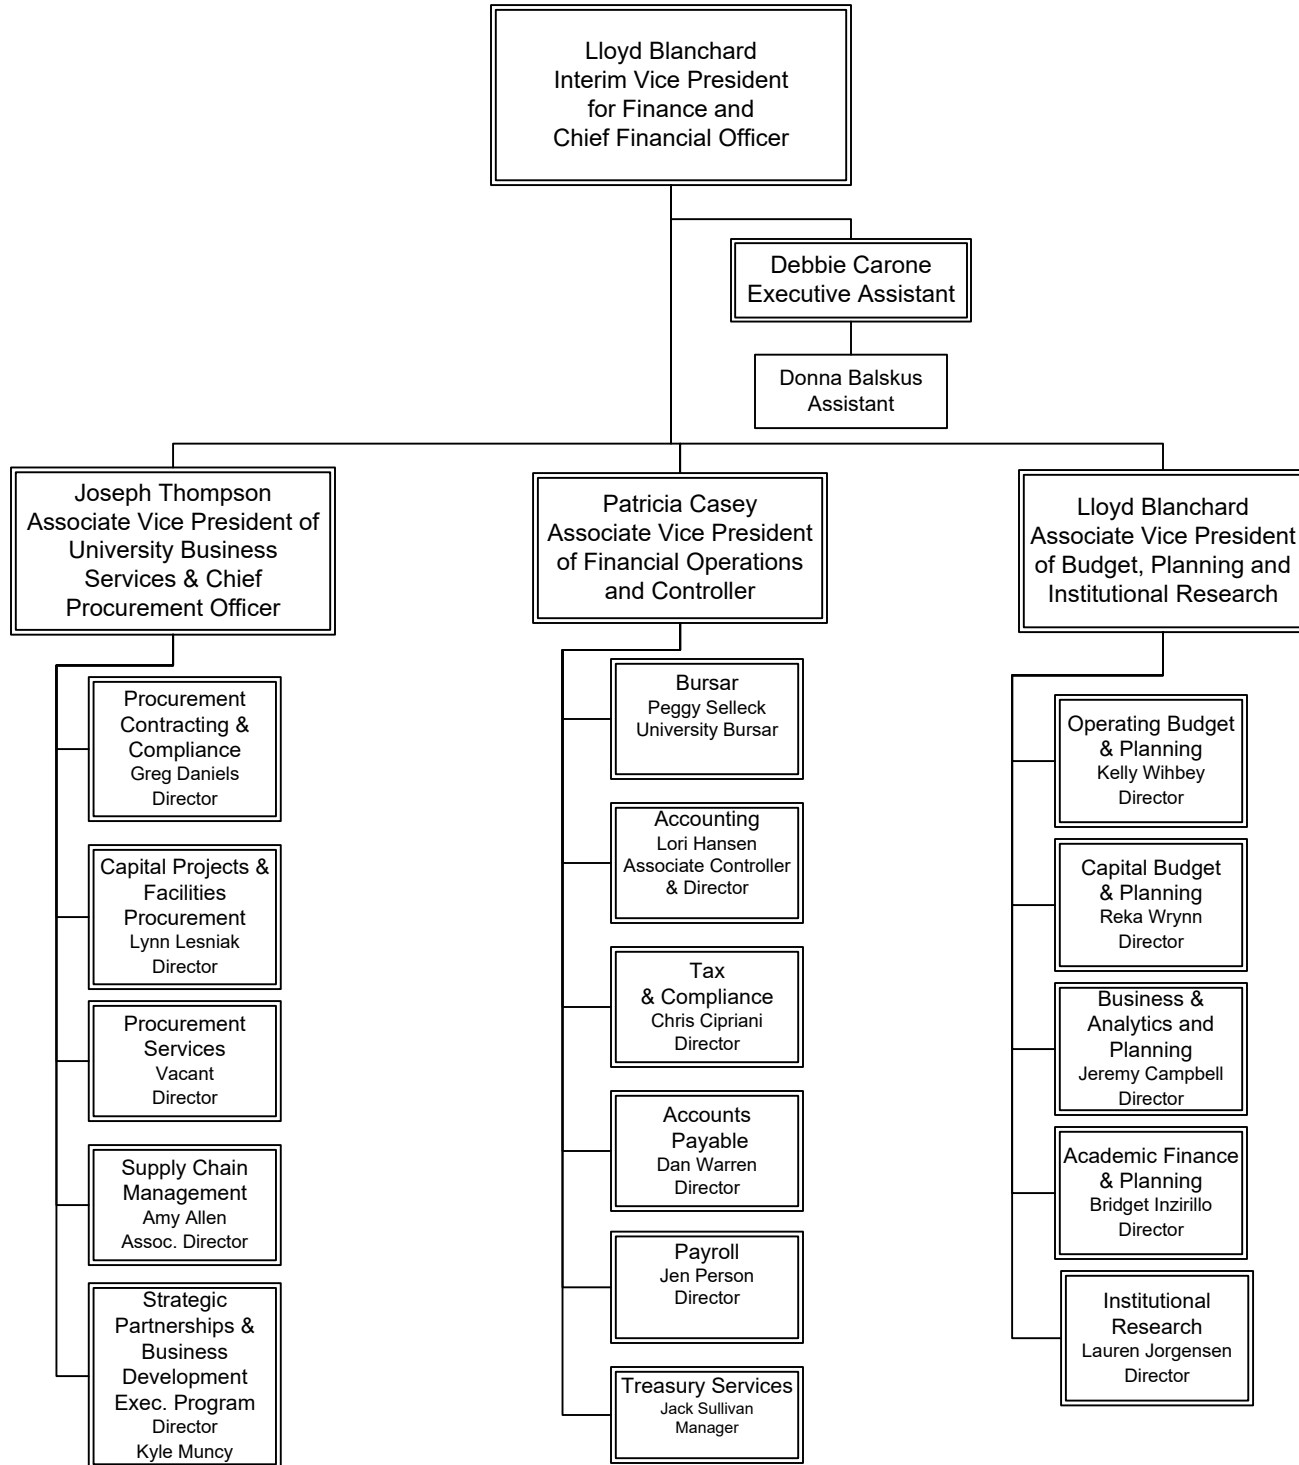 Lloyd Blanchard
Interim Vice President
for Finance and
Chief Financial Officer
Debbie Carone
Executive Assistant
Donna Balskus
Assistant
Joseph Thompson
Associate Vice President of
University Business
Services & Chief
Procurement Officer
Patricia Casey
Associate Vice President
of Financial Operations
and Controller
Lloyd Blanchard
Associate Vice President
of Budget, Planning and
Institutional Research
Procurement
Contracting &
Compliance
Greg Daniels
Director
Capital Projects &
Facilities
Procurement
Lynn Lesniak
Director
Procurement
Services
Vacant
Director
Supply Chain
Management
Amy Allen
Assoc. Director
Strategic
Partnerships &
Business
Development
Exec. Program
Director
Kyle Muncy
Bursar
Peggy Selleck
University Bursar
Accounting
Lori Hansen
Associate Controller
& Director
Tax
& Compliance
Chris Cipriani
Director
Accounts
Payable
Dan Warren
Director
Payroll
Jen Person
Director
Treasury Services
Jack Sullivan
Manager
Operating Budget
& Planning
Kelly Wihbey
Director
Capital Budget
& Planning
Reka Wrynn
Director
Business &
Analytics and
Planning
Jeremy Campbell
Director
Academic Finance
& Planning
Bridget Inzirillo
Director
Institutional
Research
Lauren Jorgensen
Director